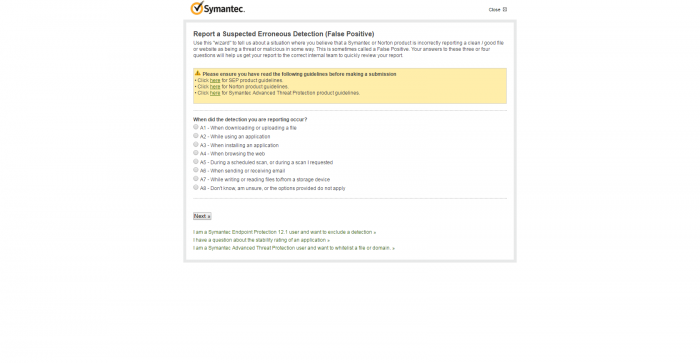 Symantec.
Close
Report a Suspected Erroneous Detection (False Positive)
Use this "wizard" to tell us about a situation where you believe that a Symantec or Norton product is incorrectly reporting a clean / good file
or website as being a threat or malicious in some way. This is sometimes called a False Positive. Your answers to these three or four
questions will help us get your report to the correct internal team to quickly review your report.
Please ensure you have read the following guidelines before making a submission
• Click here for SEP product guidelines.
• Click here for Norton product guidelines.
• Click here for Symantec Advanced Threat Protection product guidelines.
When did the detection you are reporting occur?
A1 - When downloading or uploading a file
A2 - While using an application
A3 - When installing an application
A4 - When browsing the web
A5 - During a scheduled scan, or during a scan I requested
A6 - When sending or receiving email
A7 - While writing or reading files to/from a storage device
A8 - Don't know, am unsure, or the options provided do not apply
Next »
I am a Symantec Endpoint Protection 12.1 user and want to exclude a detection »
I have a question about the stability rating of an application »
I am a Symantec Advanced Threat Protection user and want to whitelist a file or domain. »